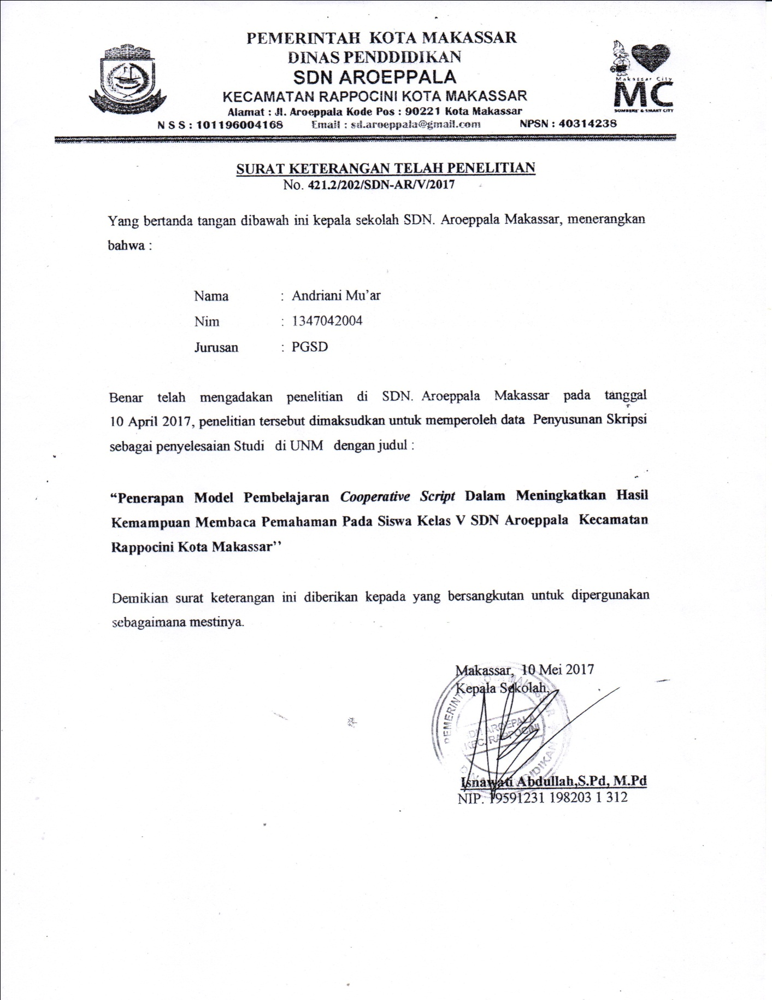 PEMERINTAH KOTA MAKASSAR
DINAS PENDDIDIKAN
SDN AROEPPALA
KECAMATAN RAPPOCINI KOTA MAKASSAR
Alamat : Jl. Aroeppala Kode Pos : 90221 Kota Makassar
N S S : 101196004168 Email : sd.aroeppala@gmail.com NPSN : 40314238
Makassar City
MC
SOMBERE' & SMART CITY
SURAT KETERANGAN TELAH PENELITIAN
No. 421.2/202/SDN-AR/V/2017
Yang bertanda tangan dibawah ini kepala sekolah SDN. Aroeppala Makassar, menerangkan
bahwa :
Nama : Andriani Mu’ar
Nim : 1347042004
Jurusan : PGSD
Benar telah mengadakan penelitian di SDN. Aroeppala Makassar pada tanggal
10 April 2017, penelitian tersebut dimaksudkan untuk memperoleh data Penyusunan Skripsi
sebagai penyelesaian Studi di UNM dengan judul :
“Penerapan Model Pembelajaran Cooperative Script Dalam Meningkatkan Hasil
Kemampuan Membaca Pemahaman Pada Siswa Kelas V SDN Aroeppala Kecamatan
Rappocini Kota Makassar’’
Demikian surat keterangan ini diberikan kepada yang bersangkutan untuk dipergunakan
sebagaimana mestinya.
Makassar, 10 Mei 2017
Kepala Sekolah,
PEMERINTAH KOTA MAKASSAR
SDN AROEPALA
KEC. RAPPOCINI
DINAS PENDIDIKAN
Isnawati Abdullah,S.Pd, M.Pd
NIP. 19591231 198203 1 312